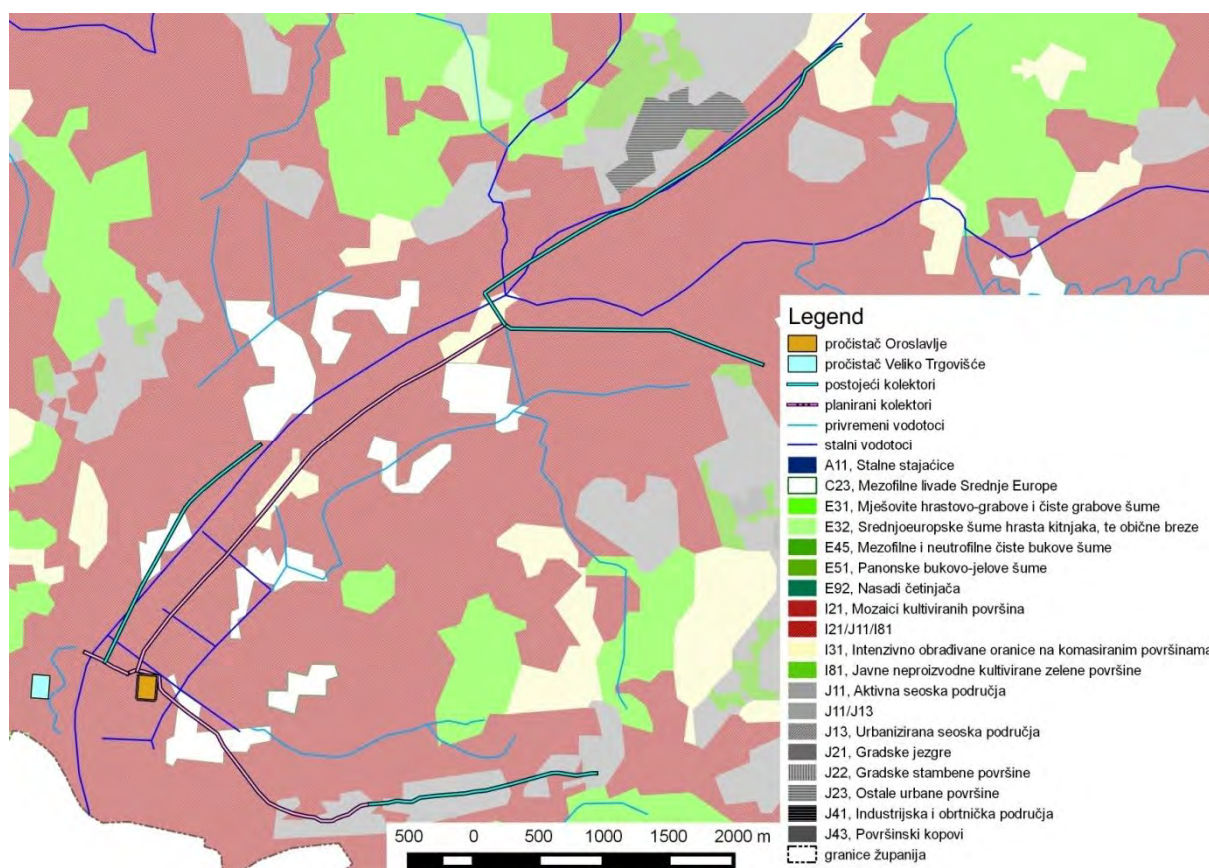 Legend
pročistač Oroslavlje
pročistač Veliko Trgovišće
postojeći kolektori
planirani kolektori
privremeni vodotoci
stalni vodotoci
A11, Stalne stajaćice
C23, Mezofilne livade Srednje Europe
E31, Mješovite hrastovo-grabove i čiste grabove šume
E32, Srednjoeuropske šume hrasta kitnjaka, te obične breze
E45, Mezofilne i neutrofilne čiste bukove šume
E51, Panonske bukovo-jelove šume
E92, Nasadi četinjača
I21, Mozaici kultiviranih površina
I21/J11/I81
I31, Intenzivno obrađivane oranice na komasiranim površinama
I81, Javne neproizvodne kultivirane zelene površine
J11, Aktivna seoska područja
J11/J13
J13, Urbanizirana seoska područja
J21, Gradske jezgre
J22, Gradske stambene površine
J23, Ostale urbane površine
J41, Industrijska i obrtnička područja
J43, Površinski kopovi
granice županija
500 0 500 1000 1500 2000 m